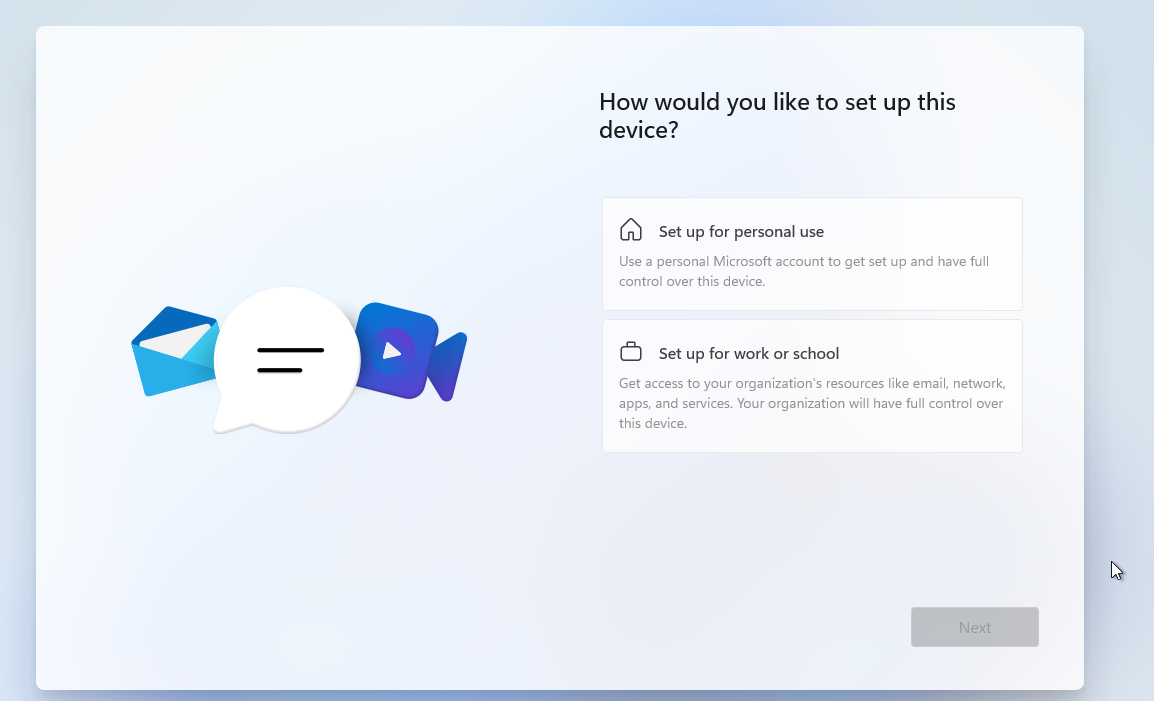 How would you like to set up this
device?
Set up for personal use
Use a personal Microsoft account to get set up and have full
control over this device.
Set up for work or school
Get access to your organization's resources like email, network,
apps, and services. Your organization will have full control over
this device.
Next